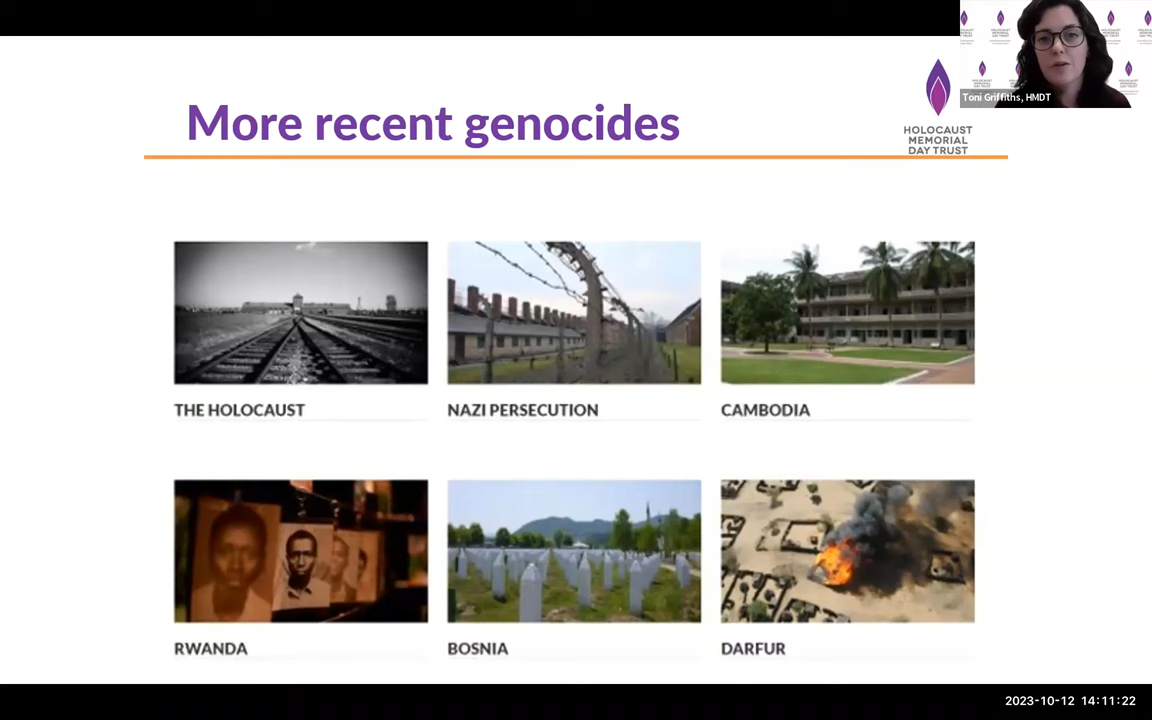 More recent genocides
HOLOCAUST
MEMORIAL
DAY TRUST
Toni Griffiths, HMDT
THE HOLOCAUST
NAZI PERSECUTION
CAMBODIA
RWANDA
BOSNIA
DARFUR
2023-10-12 14:11:22